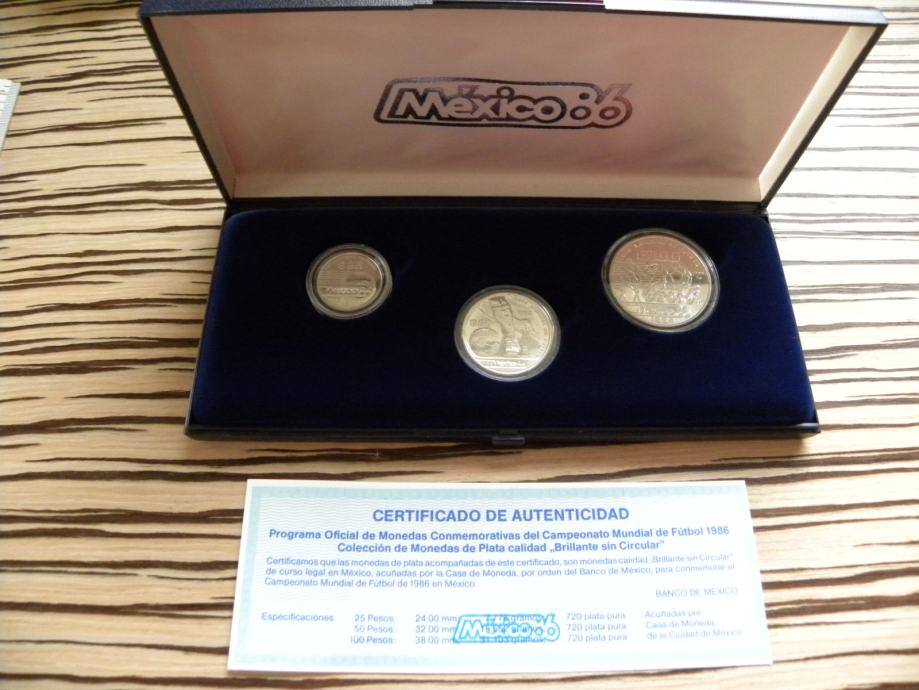 México 86
CERTIFICADO DE AUTENTICIDAD
Programa Oficial de Monedas Conmemorativas del Campeonato Mundial de Fútbol 1986
Colección de Monedas de Plata calidad „Brillante sin Circular"
Certificamos que las monedas de plata acompañadas de este certificado, son monedas calidad „Brillante sin Circular"
de curso legal en México, acuñadas por la Casa de Moneda, por orden del Banco de México, para conmemorar el
Campeonato Mundial de Fútbol de 1986 en México.
BANCO DE MEXICO
Especificaciones 25 Pesos: 24.00 mm 720 plata pura Acuñadas por
50 Pesos: 32.00 mm 720 plata pura Casa de Moneda,
100 Pesos: 38.00 mm 720 plata pura de la Ciudad de México
México 86